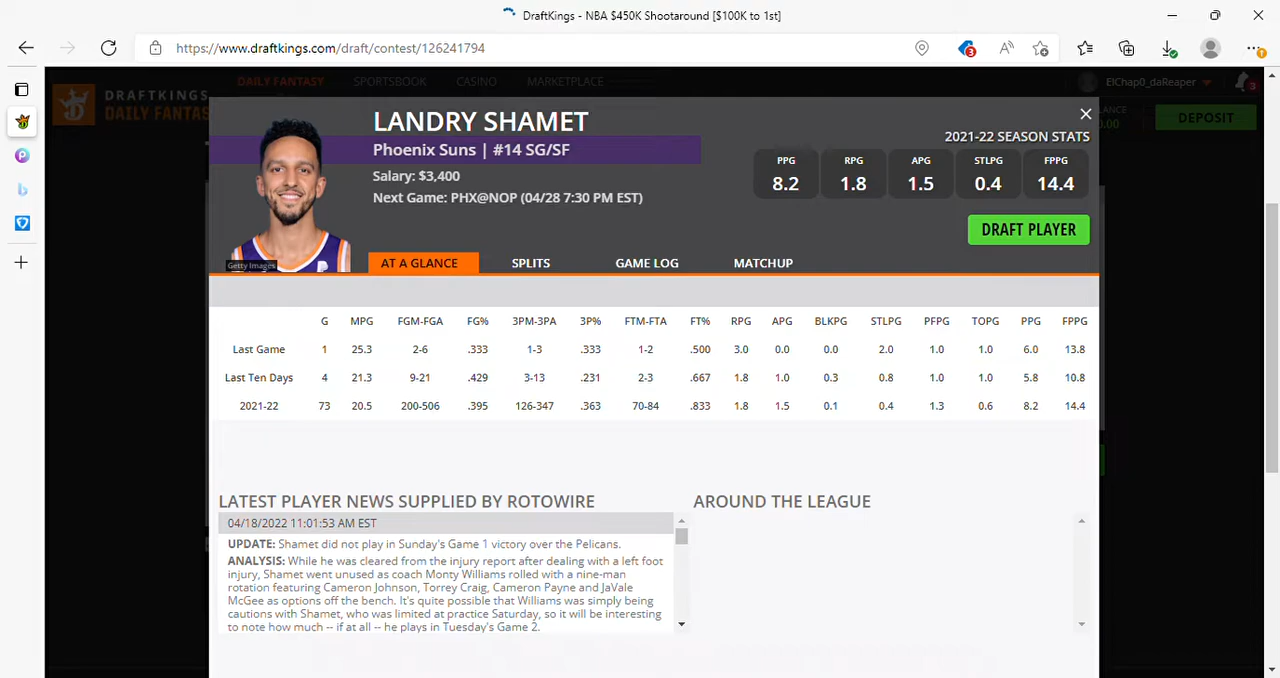 DraftKings - NBA $450K Shootaround [$100K to 1st]
https://www.draftkings.com/draft/contest/126241794
3
DRAFTKINGS
DAILY FANTAS
DAILY FANTASY SPORTSBOOK CASINO MARKETPLACE
ElChap0_daReaper
3
DEPOSIT
LANDRY SHAMET
Phoenix Suns | #14 SG/SF
Salary: $3,400
Next Game: PHX@NOP (04/28 7:30 PM EST)
Getty Images
2021-22 SEASON STATS
PPG RPG APG STLPG FPPG
8.2 1.8 1.5 0.4 14.4
DRAFT PLAYER
AT A GLANCE SPLITS GAME LOG MATCHUP
G MPG FGM-FGA FG% 3PM-3PA 3P% FTM-FTA FT% RPG APG BLKPG STLPG PFPG TOPG PPG FPPG
Last Game 1 25.3 2-6 .333 1-3 .333 1-2 .500 3.0 0.0 0.0 2.0 1.0 1.0 6.0 13.8
Last Ten Days 4 21.3 9-21 .429 3-13 .231 2-3 .667 1.8 1.0 0.3 0.8 1.0 1.0 5.8 10.8
2021-22 73 20.5 200-506 .395 126-347 .363 70-84 .833 1.8 1.5 0.1 0.4 1.3 0.6 8.2 14.4
LATEST PLAYER NEWS SUPPLIED BY ROTOWIRE
04/18/2022 11:01:53 AM EST
UPDATE: Shamet did not play in Sunday's Game 1 victory over the Pelicans.
ANALYSIS: While he was cleared from the injury report after dealing with a left foot
injury, Shamet went unused as coach Monty Williams rolled with a nine-man
rotation featuring Cameron Johnson, Torrey Craig, Cameron Payne and JaVale
McGee as options off the bench. It's quite possible that Williams was simply being
cautions with Shamet, who was limited at practice Saturday, so it will be interesting
to note how much -- if at all -- he plays in Tuesday's Game 2.
AROUND THE LEAGUE